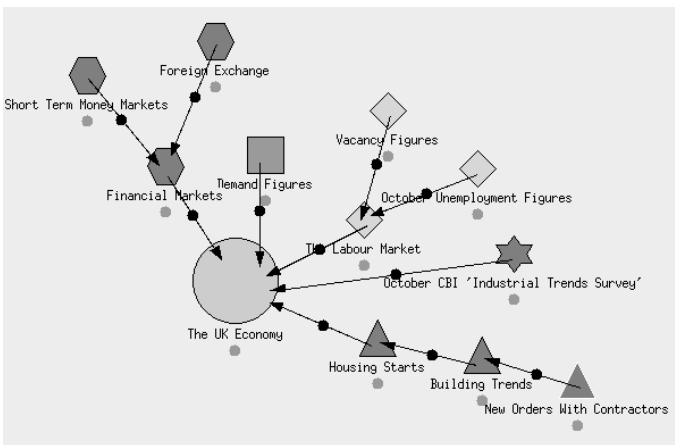 Foreign Exchange
Short Term Money Markets
Vacancy Figures
Demand Figures
Financial Markets
October Unemployment Figures
The Labour Market
October CBI 'Industrial Trends Survey'
The UK Economy
Housing Starts
Building Trends
New Orders With Contractors